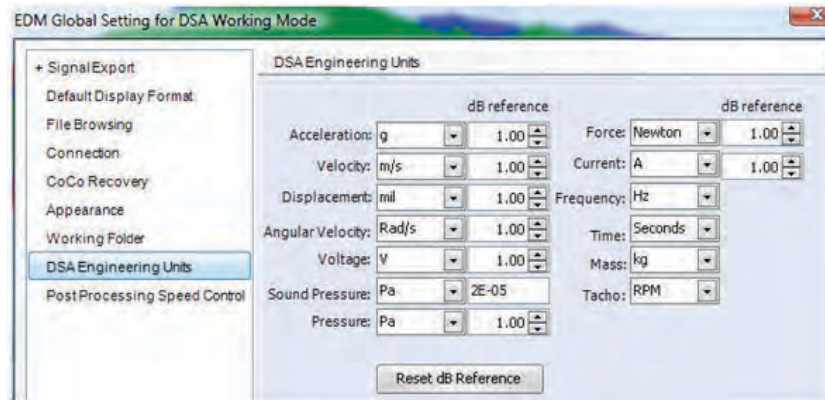 EDM Global Setting for DSA Working Mode
+ SignalExport
Default Display Format
File Browsing
Connection
CoCo Recovery
Appearance
Working Folder
DSA Engineering Units
Post Processing Speed Control
DSA Engineering Units
dB reference
Acceleration: g 1.00
Velocity: m/s 1.00
Displacement: mil 1.00
Angular Velocity: Rad/s 1.00
Voltage: V 1.00
Sound Pressure: Pa 2E-05
Pressure: Pa 1.00
dB reference
Force: Newton 1.00
Current: A 1.00
Frequency: Hz
Time: Seconds
Mass: kg
Tacho: RPM
Reset dB Reference